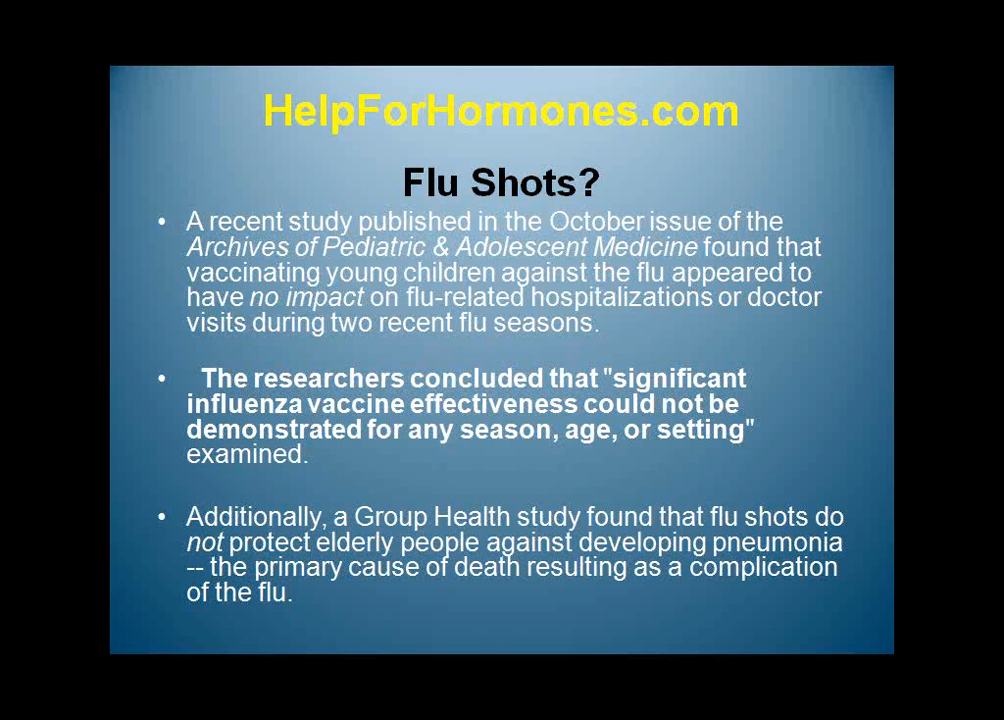 HelpForHormones.com
Flu Shots?
• A recent study published in the October issue of the
Archives of Pediatric & Adolescent Medicine found that
vaccinating young children against the flu appeared to
have no impact on flu-related hospitalizations or doctor
visits during two recent flu seasons.
• The researchers concluded that "significant
influenza vaccine effectiveness could not be
demonstrated for any season, age, or setting"
examined.
• Additionally, a Group Health study found that flu shots do
not protect elderly people against developing pneumonia
-- the primary cause of death resulting as a complication
of the flu.